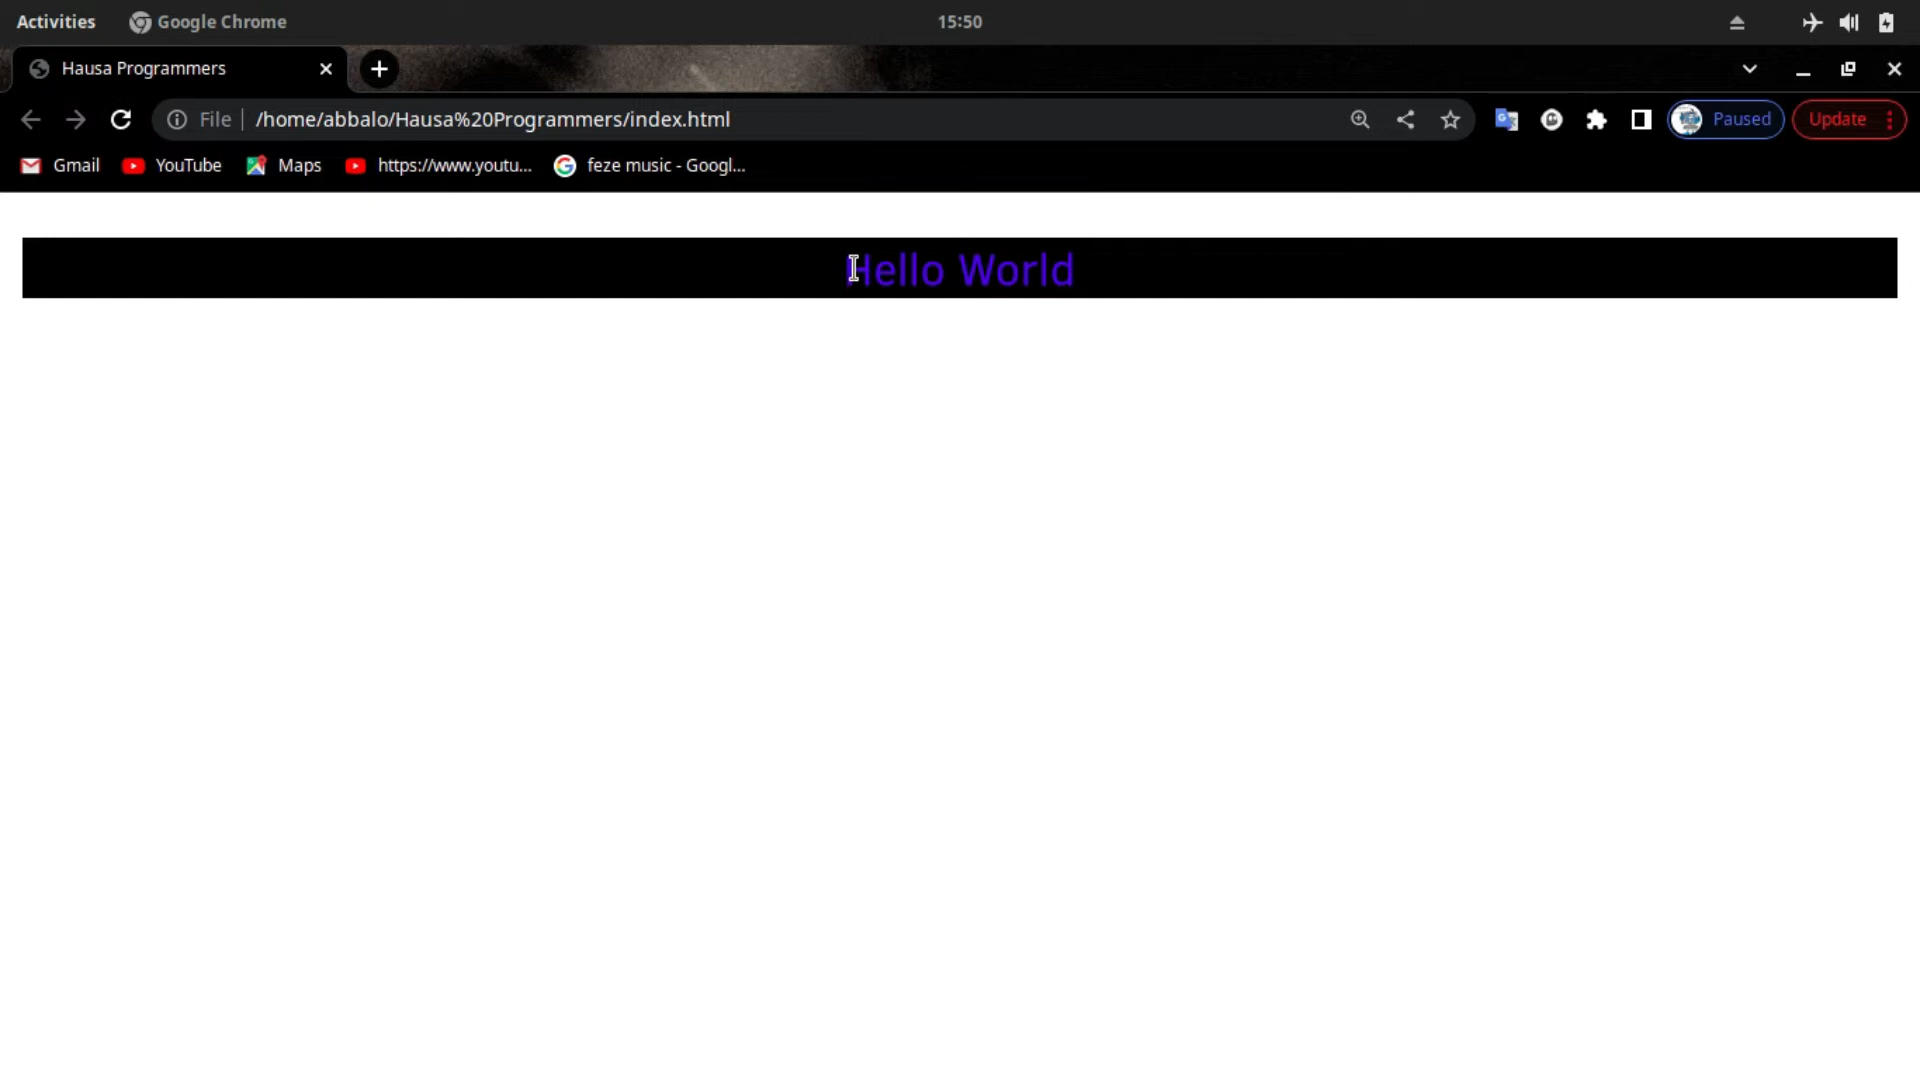 Activities Google Chrome 15:50
Hausa Programmers
File /home/abbalo/Hausa%20Programmers/index.html Paused Update
Gmail YouTube Maps https://www.youtu... feze music - Googl...
Hello World